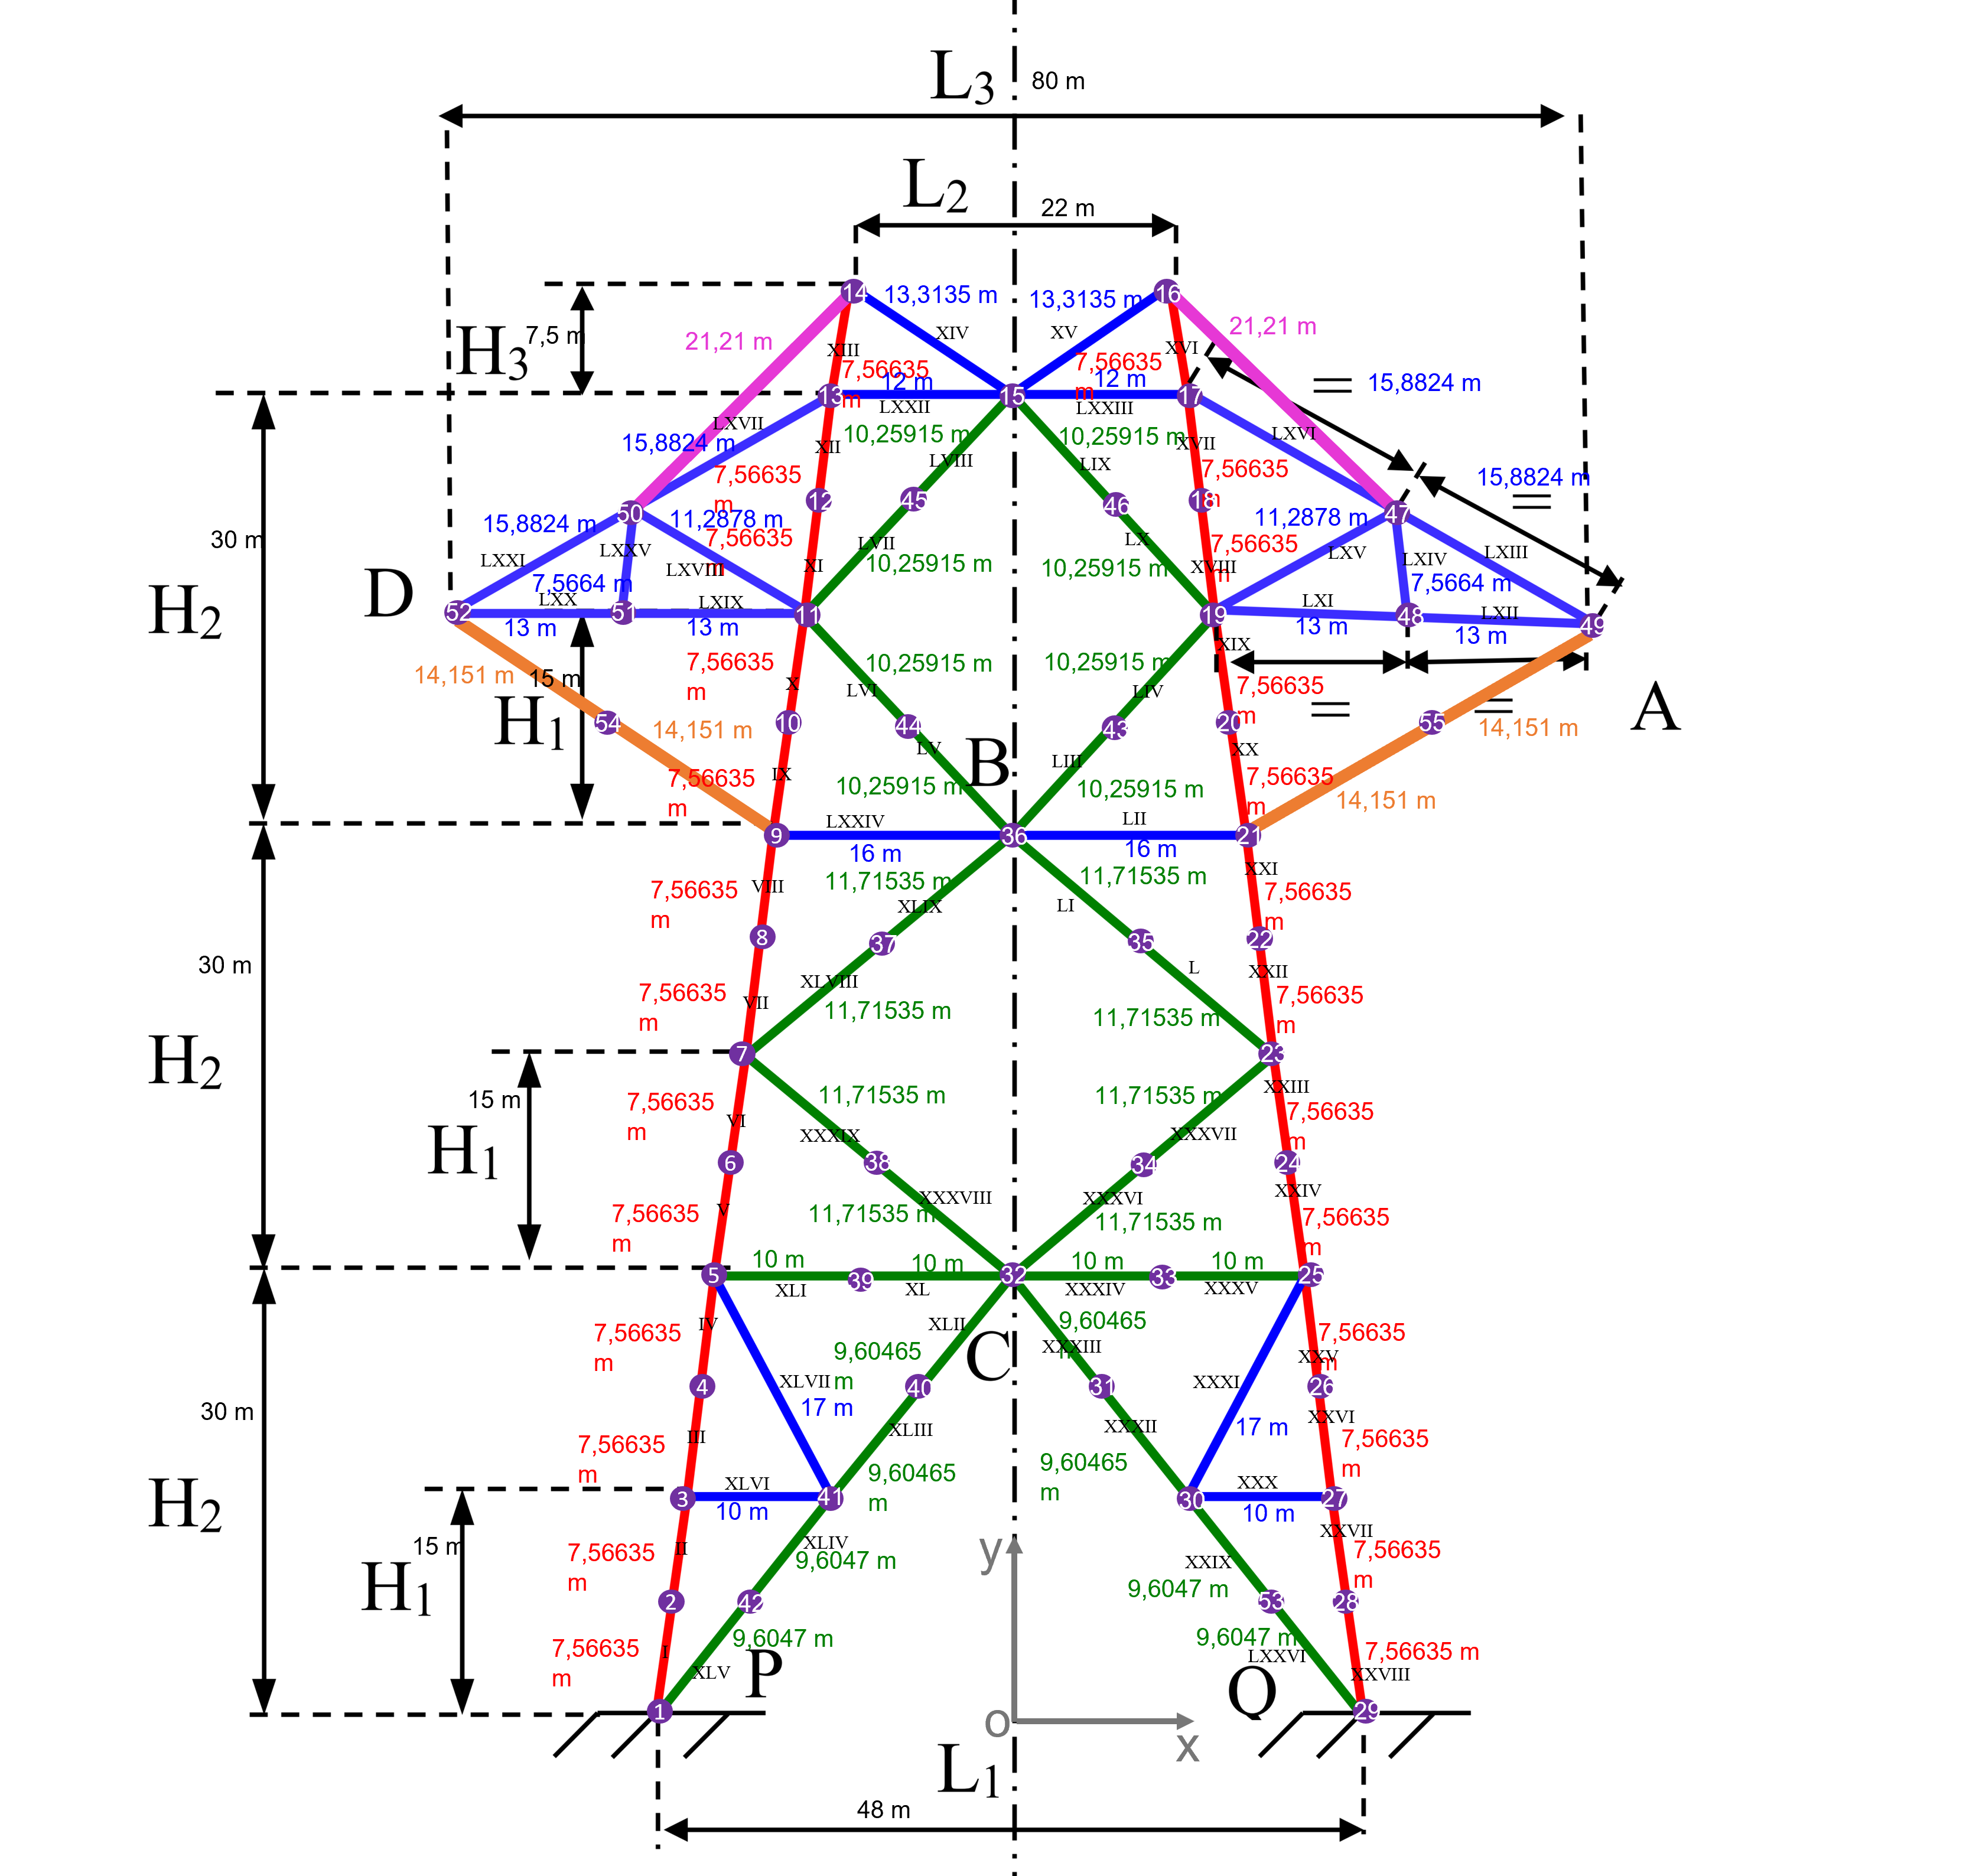 L3 80 m
L2 22 m
14 13,3135 m 13,3135 m 16
H3 7,5 m 21,21 m XIV XV 21,21 m
XIII 7,56635 m 7,56635 m XVI
13 12 m 15 12 m 17 15,8824 m
LXXII LXXIII
LXVII 10,25915 m 10,25915 m XVII LXVI
15,8824 m XII LVIII LIX
7,56635 m 7,56635 m 15,8824 m
12 45 46 18
50 47
15,8824 m 11,2878 m 11,2878 m
30 m 7,56635 m LVII LX 7,56635 m
LXXI LXXV LXVIII XI 10,25915 m 10,25915 m XVIII LXV LXIV LXIII
H2 D 7,5664 m 7,5664 m
52 LXX 51 LXIX 11 19 LXI 48 LXII 49
13 m 13 m 13 m 13 m
XIX
14,151 m 15 m 7,56635 m 10,25915 m 10,25915 m 7,56635 m
X LVI LIV
H1 54 14,151 m 10 44 43 20 55 14,151 m A
LV B LIII XX
7,56635 m IX 10,25915 m 10,25915 m 7,56635 m
14,151 m
9 LXXIV 36 LII 21
16 m 16 m
7,56635 m VIII 11,71535 m 11,71535 m XXI 7,56635 m
XLIX LI
8 37 35 22
30 m
XLVIII L XXII
7,56635 m VII 11,71535 m 11,71535 m 7,56635 m
H2 7 23
15 m 7,56635 m 11,71535 m 11,71535 m XXIII 7,56635 m
H1 VI XXXIX XXXVII
6 38 34 24
XXXVIII XXXVI XXIV
7,56635 m V 11,71535 m 11,71535 m 7,56635 m
10 m 10 m 10 m 10 m
5 39 32 33 25
XLI XL XXXIV XXXV
7,56635 m IV XLII 9,60465 m 7,56635 m
9,60465 m C XXXIII XXV
4 XLVII 40 31 XXXI 26
30 m 17 m 17 m
7,56635 m III XLIII XXXII XXVI 7,56635 m
9,60465 m 9,60465 m
H2 3 XLVI 41 30 XXX 27
10 m 10 m
15 m 7,56635 m II XLIV y XXIX XXVII 7,56635 m
9,6047 m 9,6047 m
H1 2 42 53 28
7,56635 m I 9,6047 m 9,6047 m 7,56635 m
XLV P Q LXXVI XXVIII
1 o x 29
L1
48 m